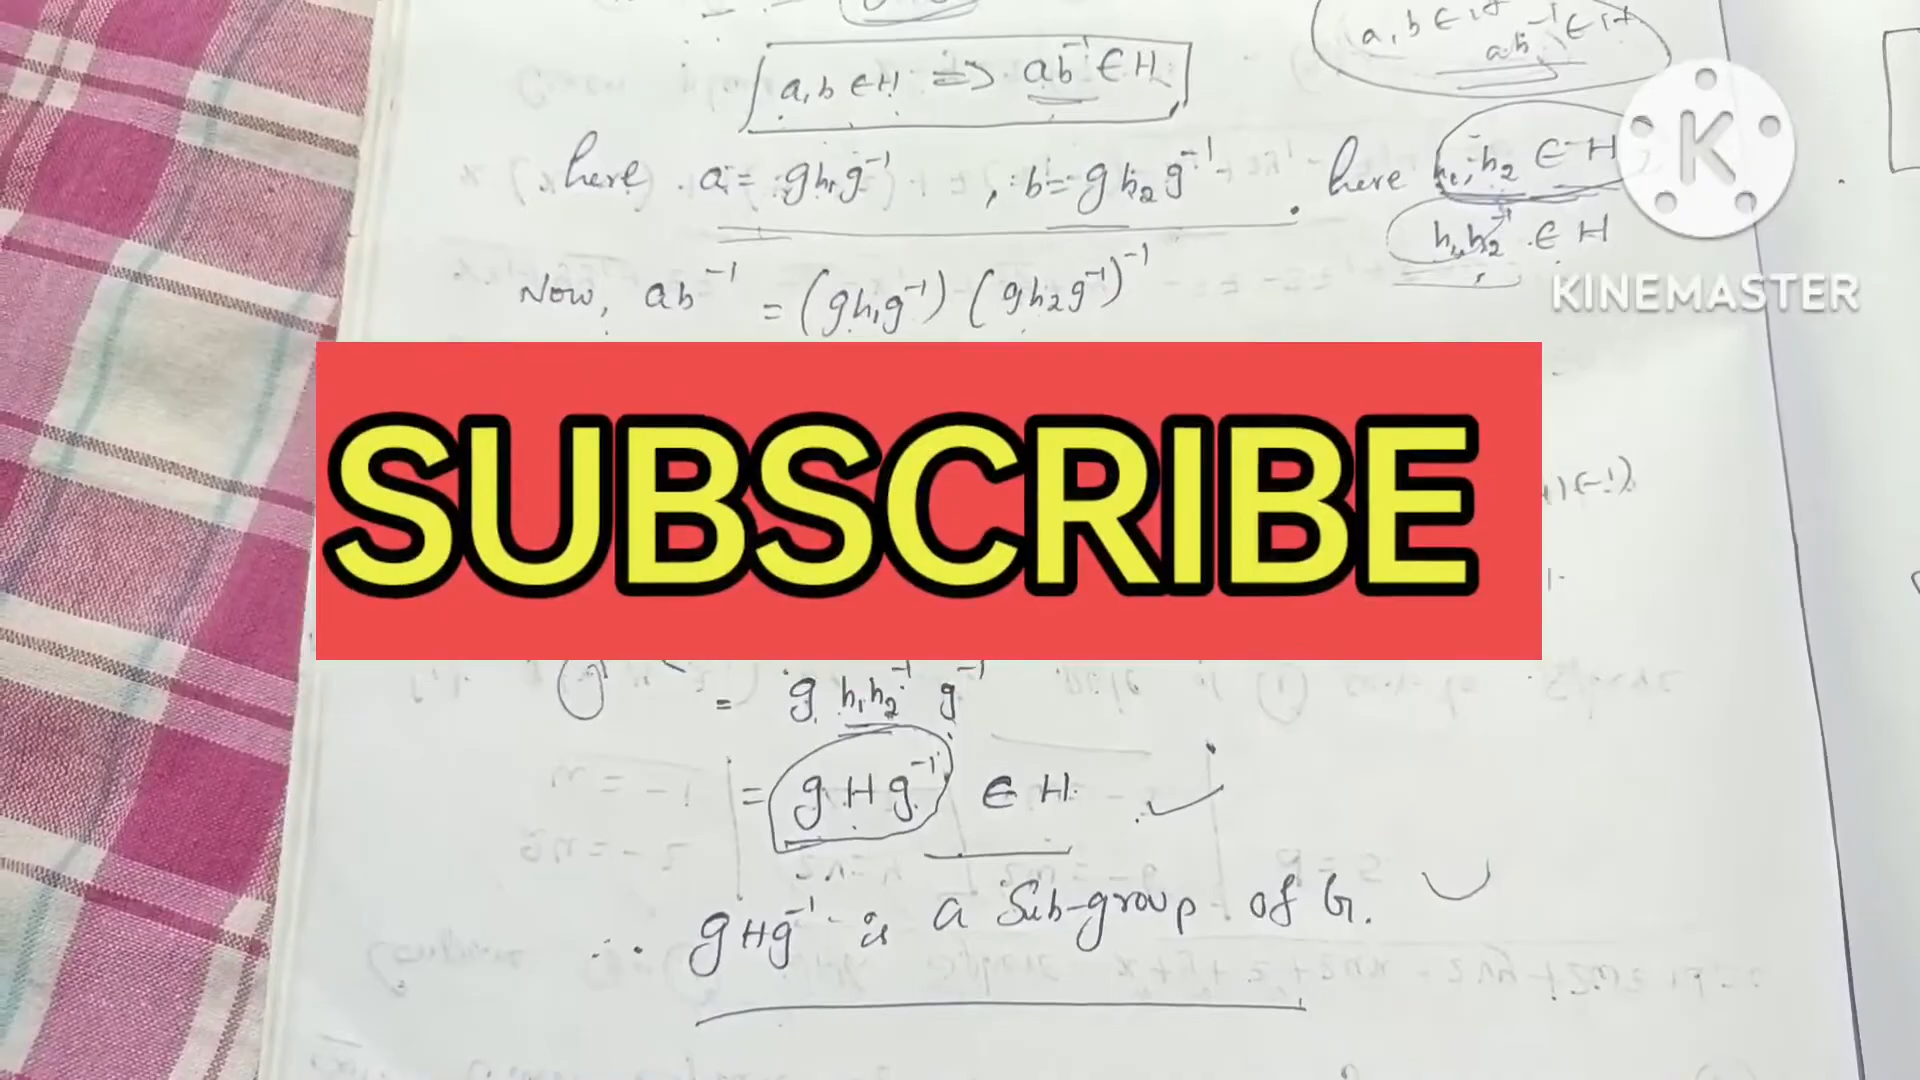 a, b ∈ H
ab⁻¹ ∈ H
a, b ∈ H => ab⁻¹ ∈ H
here a = gh₁g⁻¹, b = gh₂g⁻¹. here h₁, h₂ ∈ H
h₁h₂⁻¹ ∈ H
Now, ab⁻¹ = (gh₁g⁻¹) (gh₂g⁻¹)⁻¹
KINEMASTER
SUBSCRIBE
= g h₁h₂⁻¹ g⁻¹
= gHg⁻¹ ∈ H
∴ gHg⁻¹ is a Sub-group of G.